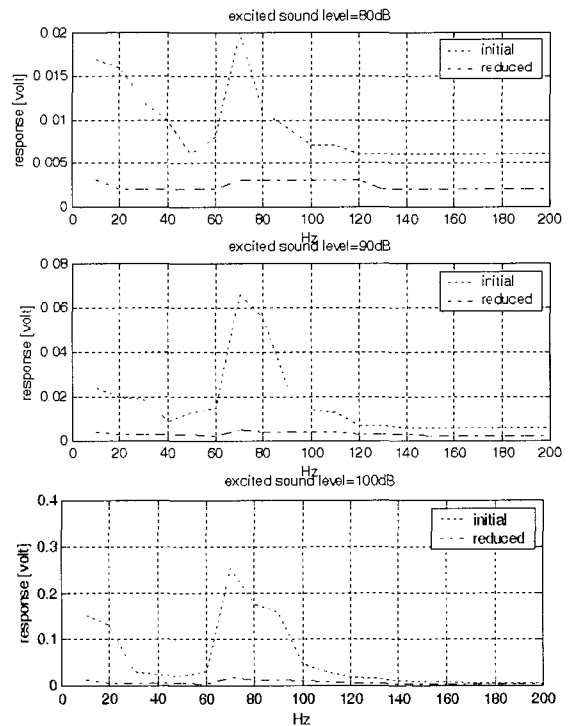 excited sound level=80dB
0.02
0.015
0.01
0.005
0
response [volt]
initial
reduced
0 20 40 60 80 100 120 140 160 180 200
Hz
excited sound level=90dB
0.08
0.06
0.04
0.02
0
response [volt]
initial
reduced
0 20 40 60 80 100 120 140 160 180 200
Hz
excited sound level=100dB
0.4
0.3
0.2
0.1
0
response [volt]
initial
reduced
0 20 40 60 80 100 120 140 160 180 200
Hz